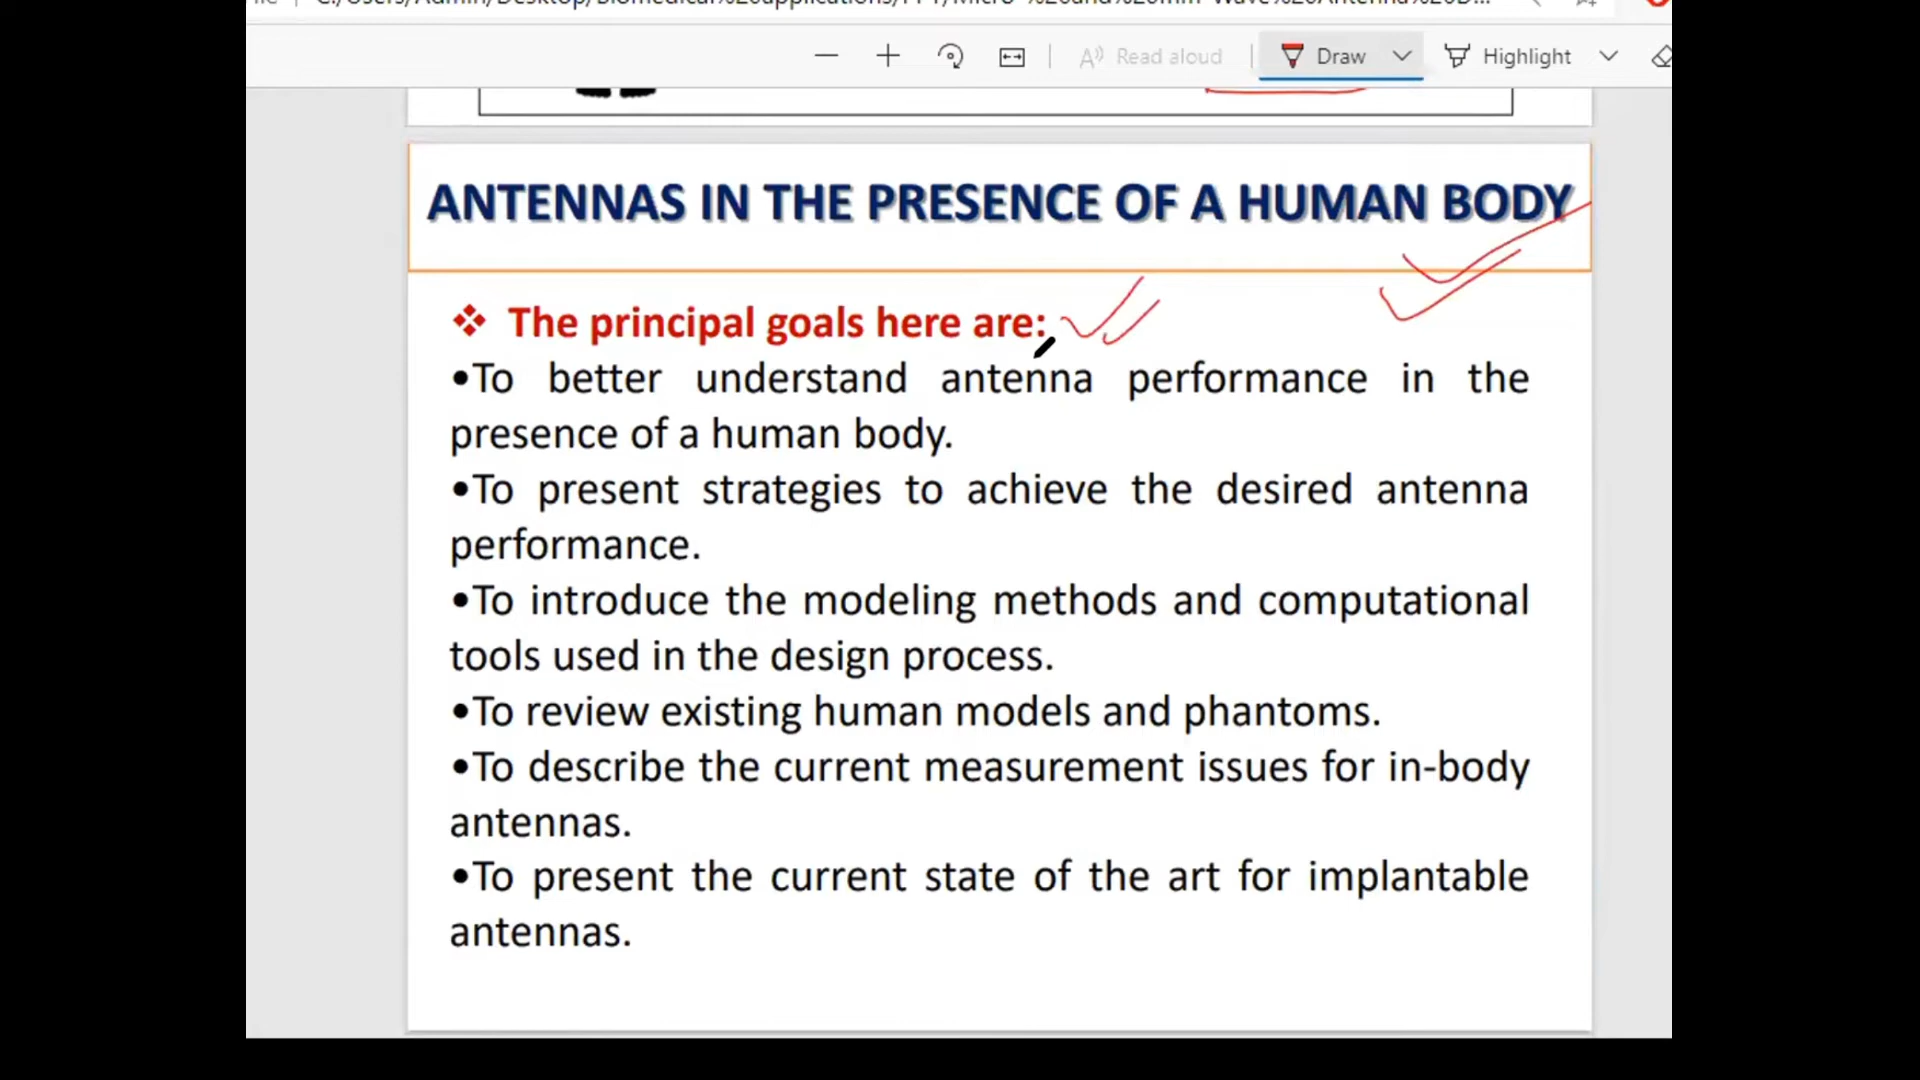 Read aloud Draw Highlight
ANTENNAS IN THE PRESENCE OF A HUMAN BODY
❖ The principal goals here are:
•To better understand antenna performance in the
presence of a human body.
•To present strategies to achieve the desired antenna
performance.
•To introduce the modeling methods and computational
tools used in the design process.
•To review existing human models and phantoms.
•To describe the current measurement issues for in-body
antennas.
•To present the current state of the art for implantable
antennas.